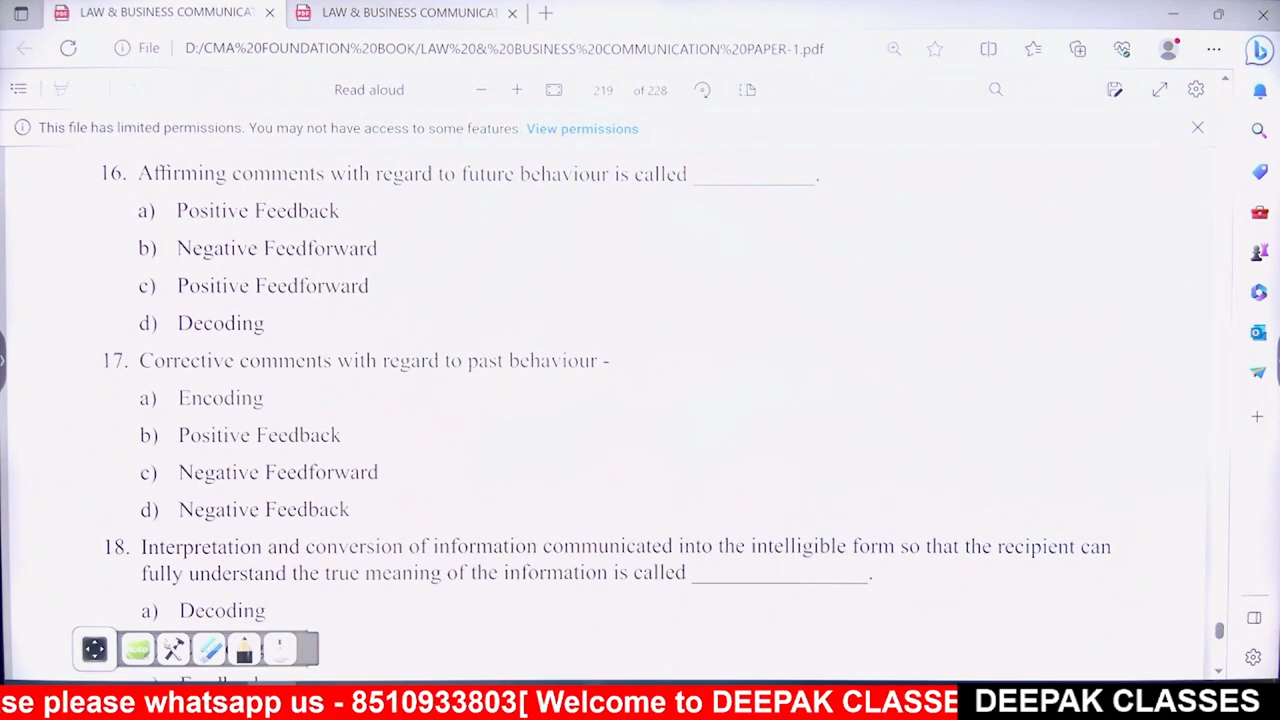 LAW & BUSINESS COMMUNICAT
LAW & BUSINESS COMMUNICAT
File
D:/CMA%20FOUNDATION%20BOOK/LAW%20&%20BUSINESS%20COMMUNICATION%20PAPER-1.pdf
Read aloud
219 of 228
This file has limited permissions. You may not have access to some features. View permissions
16. Affirming comments with regard to future behaviour is called ____________.
a) Positive Feedback
b) Negative Feedforward
c) Positive Feedforward
d) Decoding
17. Corrective comments with regard to past behaviour -
a) Encoding
b) Positive Feedback
c) Negative Feedforward
d) Negative Feedback
18. Interpretation and conversion of information communicated into the intelligible form so that the recipient can
fully understand the true meaning of the information is called _________________.
a) Decoding
se please whatsapp us - 8510933803[ Welcome to DEEPAK CLASSE
DEEPAK CLASSES